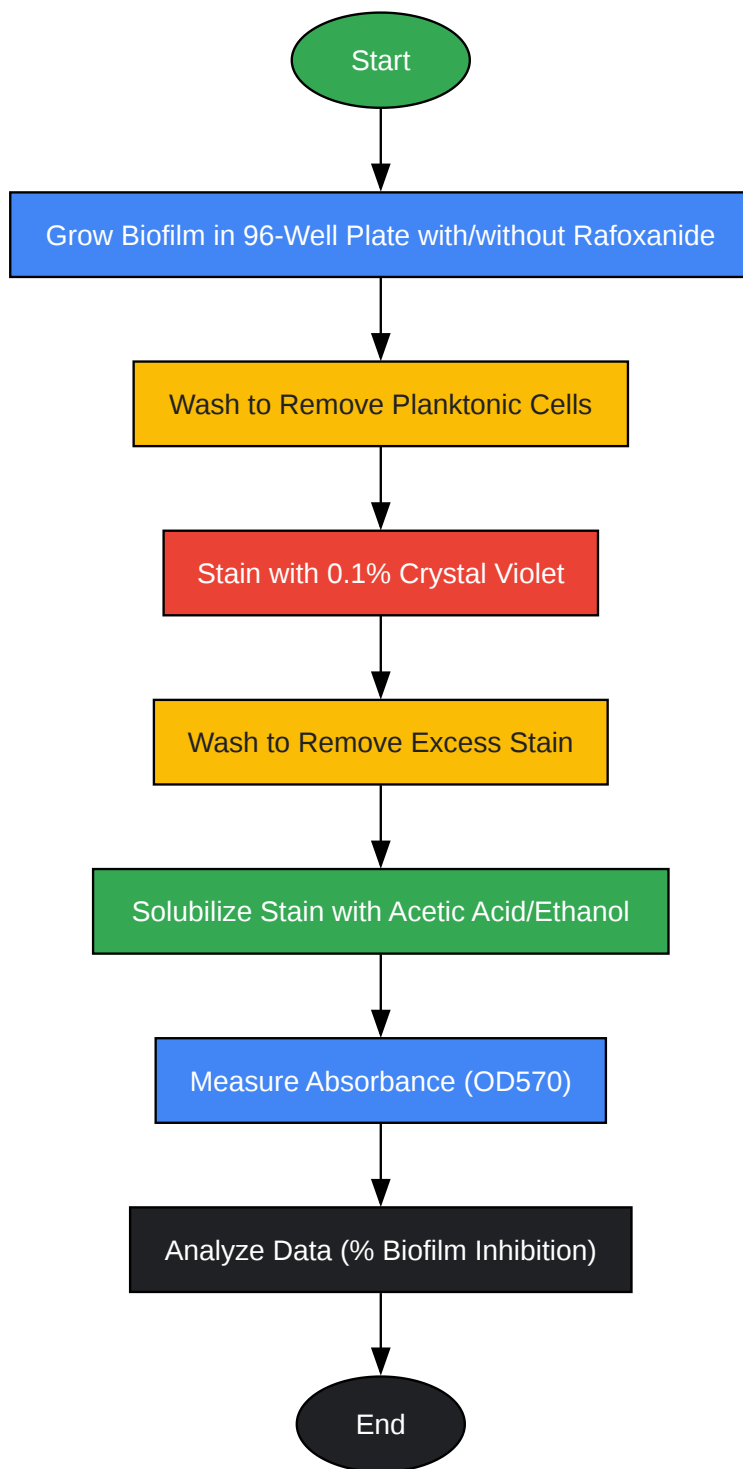 Start
Grow Biofilm in 96-Well Plate with/without Rafoxanide
Wash to Remove Planktonic Cells
Stain with 0.1% Crystal Violet
Wash to Remove Excess Stain
Solubilize Stain with Acetic Acid/Ethanol
Measure Absorbance (OD570)
Analyze Data (% Biofilm Inhibition)
End